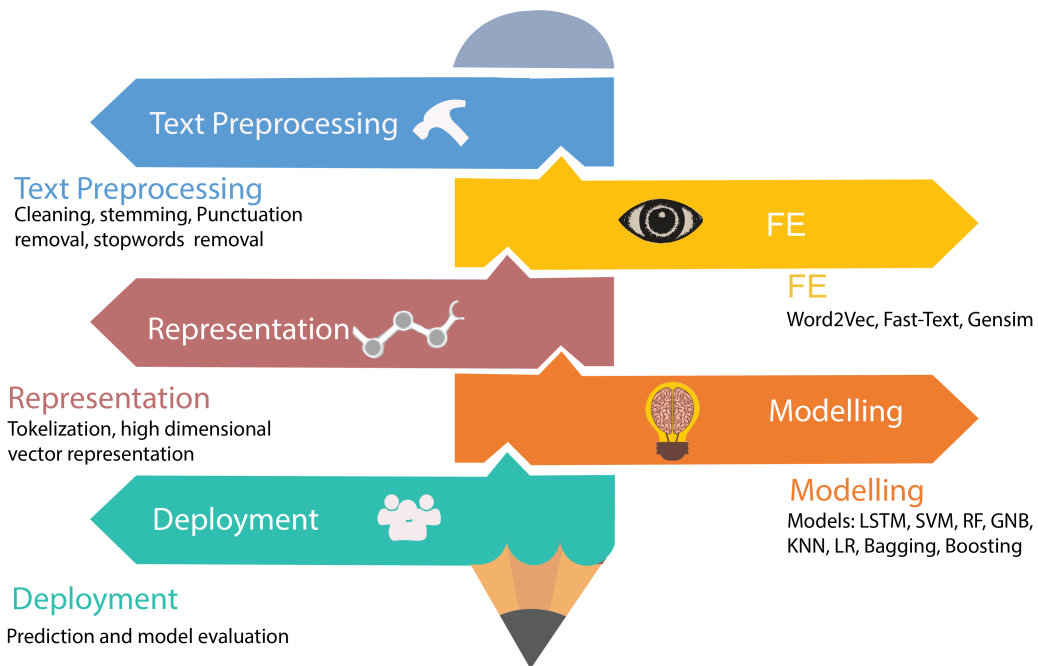 Text Preprocessing
Text Preprocessing
Cleaning, stemming, Punctuation
removal, stopwords removal
FE
FE
Word2Vec, Fast-Text, Gensim
Representation
Representation
Tokelization, high dimensional
vector representation
Modelling
Modelling
Models: LSTM, SVM, RF, GNB,
KNN, LR, Bagging, Boosting
Deployment
Deployment
Prediction and model evaluation